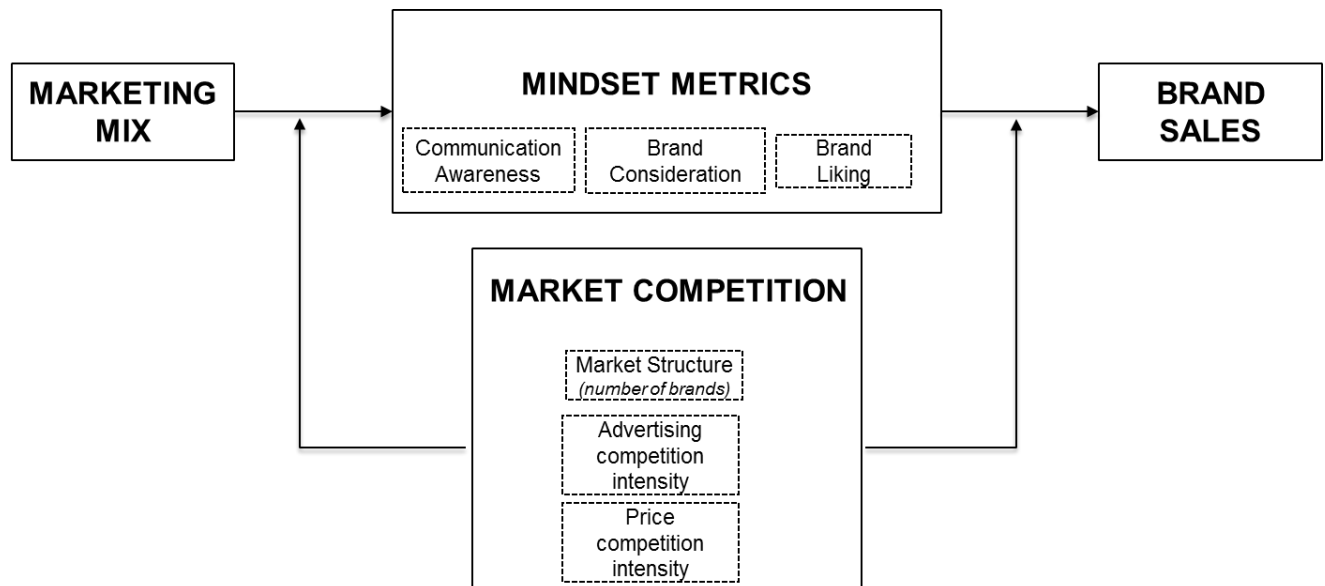 MARKETING
MIX
MINDSET METRICS
Communication
Awareness
Brand
Consideration
Brand
Liking
BRAND
SALES
MARKET COMPETITION
Market Structure
(number of brands)
Advertising
competition
intensity
Price
competition
intensity